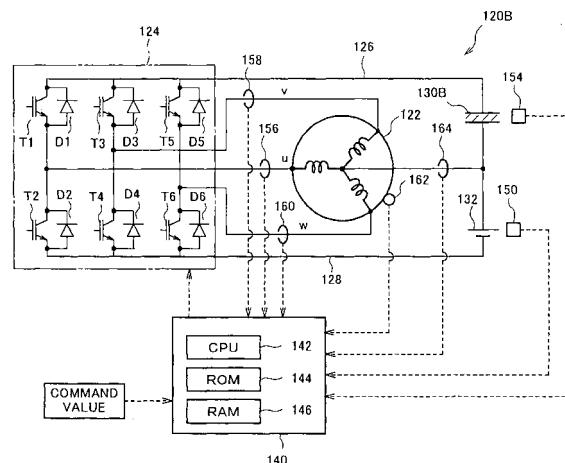 120B
124
158
126
154
130B
v
122
164
T1
D1
T3
D3
T5
D5
156
u
162
T2
D2
T4
D4
T6
D6
160
w
132
150
128
CPU
142
ROM
144
RAM
146
COMMAND
VALUE
140